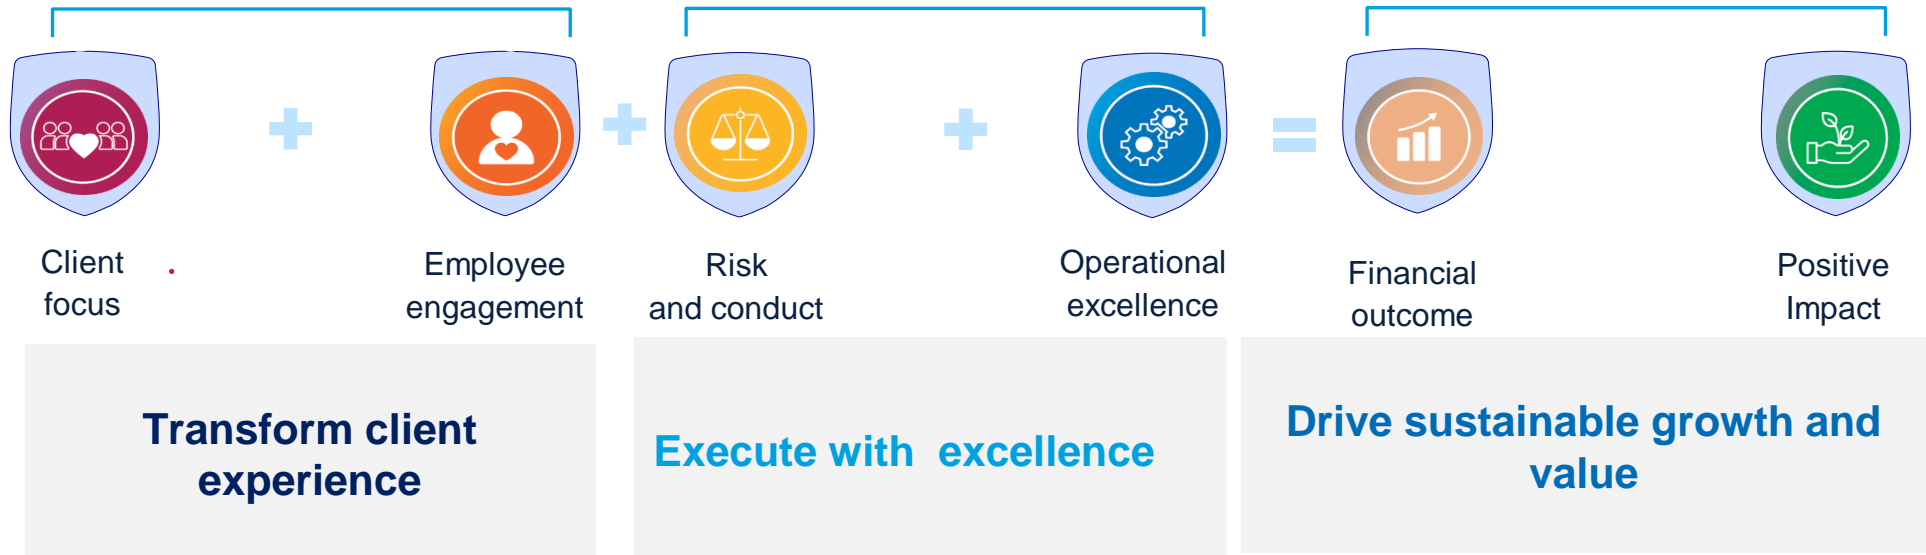 Client
focus
Employee
engagement
Risk
and conduct
Operational
excellence
Financial
outcome
Positive
Impact
Transform client
experience
Execute with  excellence
Drive sustainable growth and
value